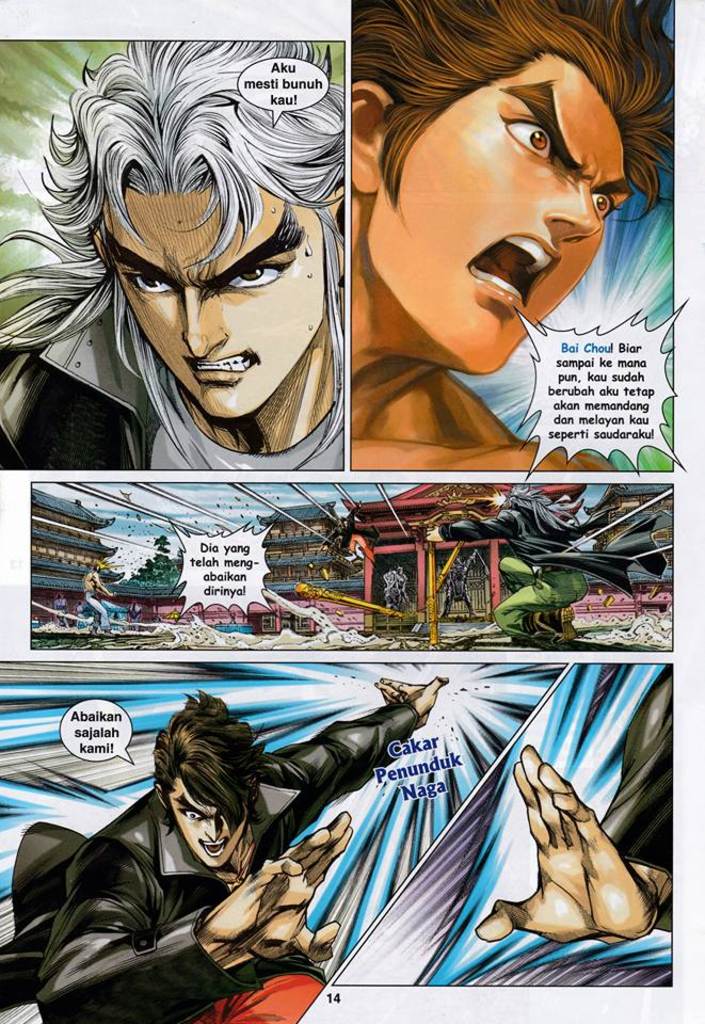 Aku
mesti bunuh
kau!
Bai Chou! Biar
sampai ke mana
pun, kau sudah
berubah aku tetap
akan memandang
dan melayan kau
seperti saudaraku!
Dia yang
telah meng-
abaikan
dirinya!
Abaikan
sajalah
kami!
Cakar
Penunduk
Naga
14